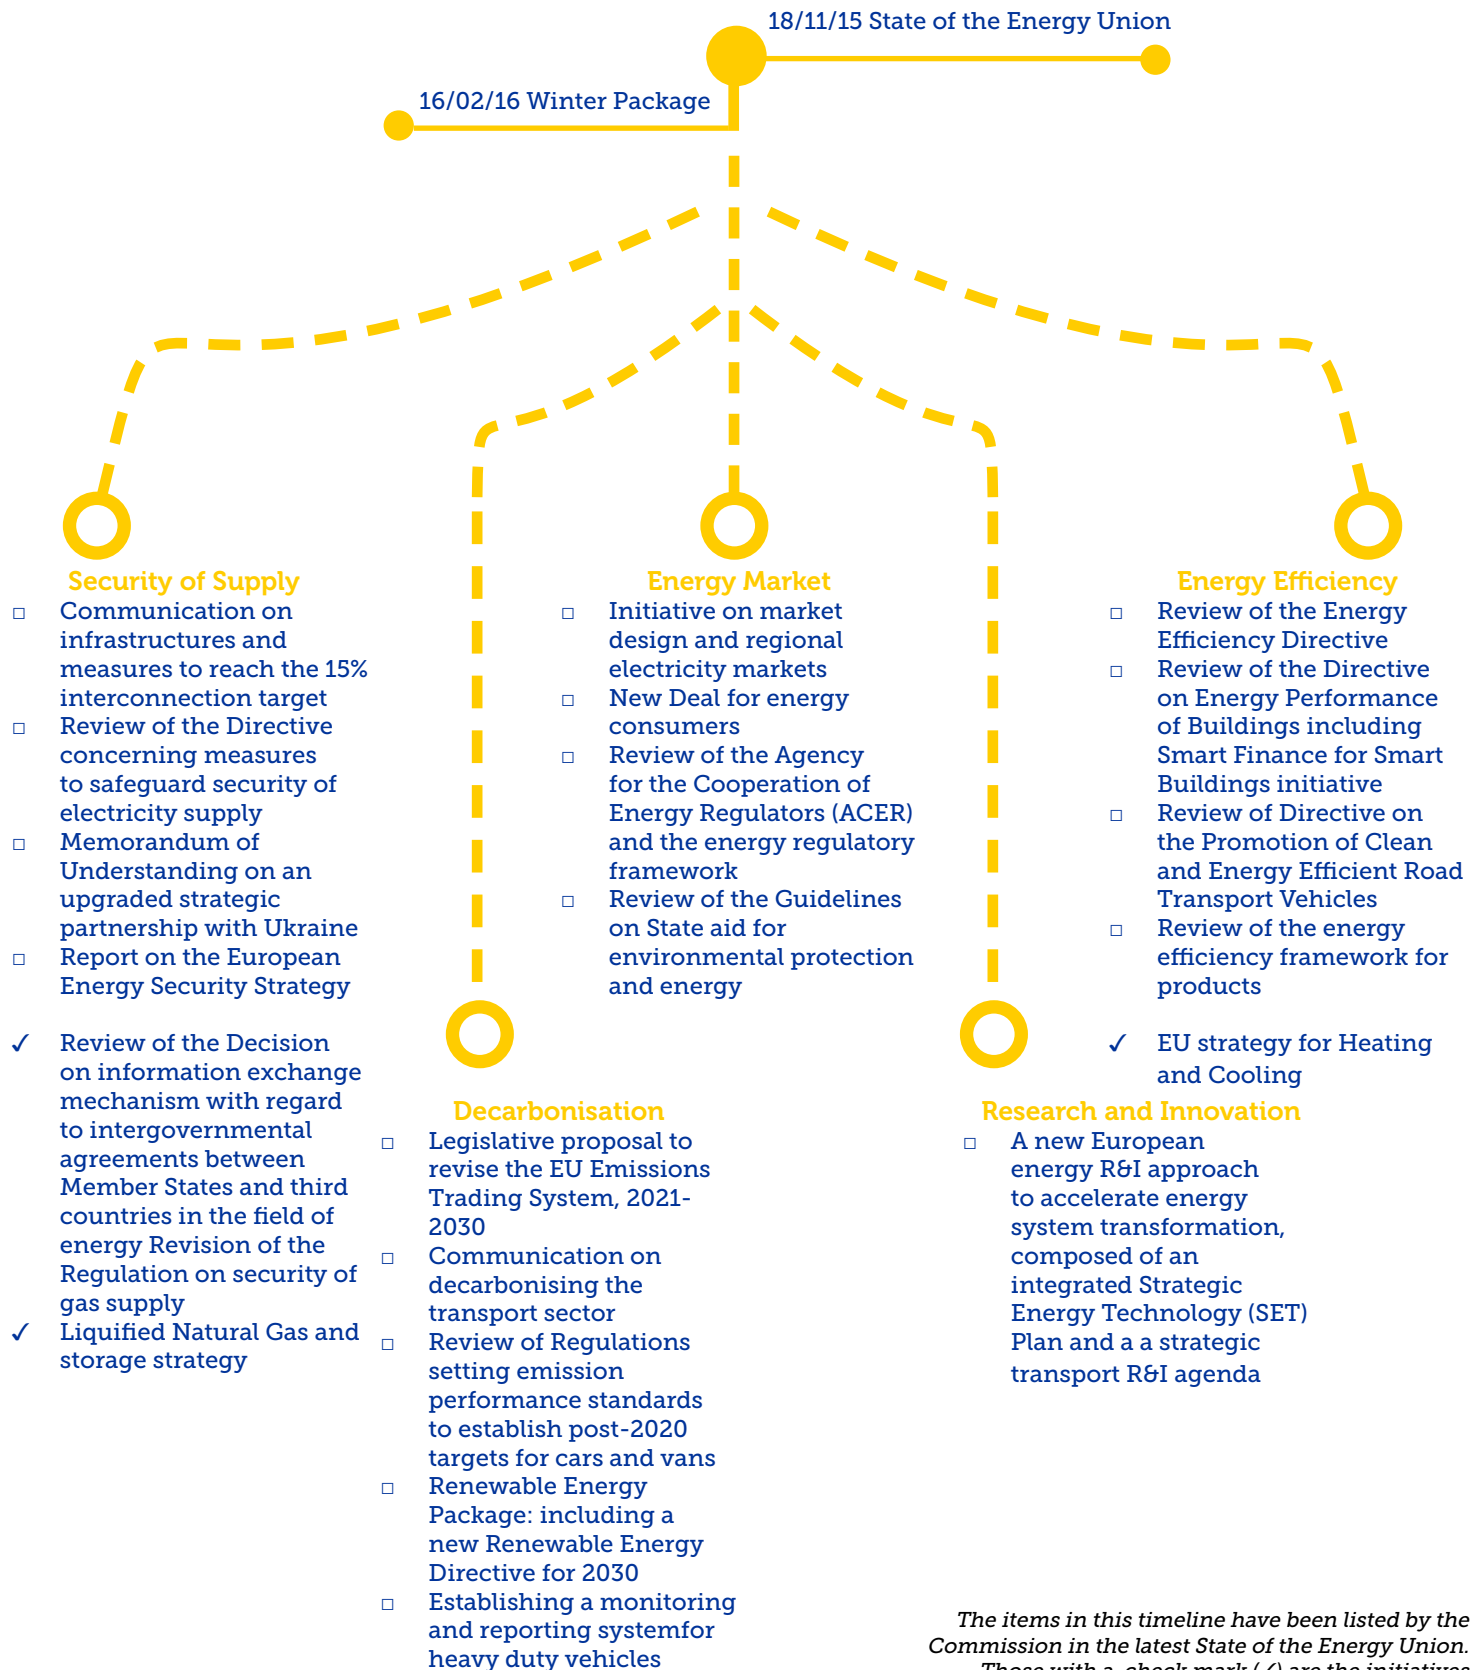 18/11/15 State of the Energy Union
16/02/16 Winter Package
Security of Supply
□ Communication on
infrastructures and
measures to reach the 15%
interconnection target
□ Review of the Directive
concerning measures
to safeguard security of
electricity supply
□ Memorandum of
Understanding on an
upgraded strategic
partnership with Ukraine
□ Report on the European
Energy Security Strategy
✓ Review of the Decision
on information exchange
mechanism with regard
to intergovernmental
agreements between
Member States and third
countries in the field of
energy Revision of the
Regulation on security of
gas supply
✓ Liquified Natural Gas and
storage strategy
Decarbonisation
□ Legislative proposal to
revise the EU Emissions
Trading System, 2021-
2030
□ Communication on
decarbonising the
transport sector
□ Review of Regulations
setting emission
performance standards
to establish post-2020
targets for cars and vans
□ Renewable Energy
Package: including a
new Renewable Energy
Directive for 2030
□ Establishing a monitoring
and reporting systemfor
heavy duty vehicles
Energy Market
□ Initiative on market
design and regional
electricity markets
□ New Deal for energy
consumers
□ Review of the Agency
for the Cooperation of
Energy Regulators (ACER)
and the energy regulatory
framework
□ Review of the Guidelines
on State aid for
environmental protection
and energy
Research and Innovation
□ A new European
energy R&I approach
to accelerate energy
system transformation,
composed of an
integrated Strategic
Energy Technology (SET)
Plan and a a strategic
transport R&I agenda
Energy Efficiency
□ Review of the Energy
Efficiency Directive
□ Review of the Directive
on Energy Performance
of Buildings including
Smart Finance for Smart
Buildings initiative
□ Review of Directive on
the Promotion of Clean
and Energy Efficient Road
Transport Vehicles
□ Review of the energy
efficiency framework for
products
✓ EU strategy for Heating
and Cooling
The items in this timeline have been listed by the
Commission in the latest State of the Energy Union.
Those with a check mark (✓) are the initiatives